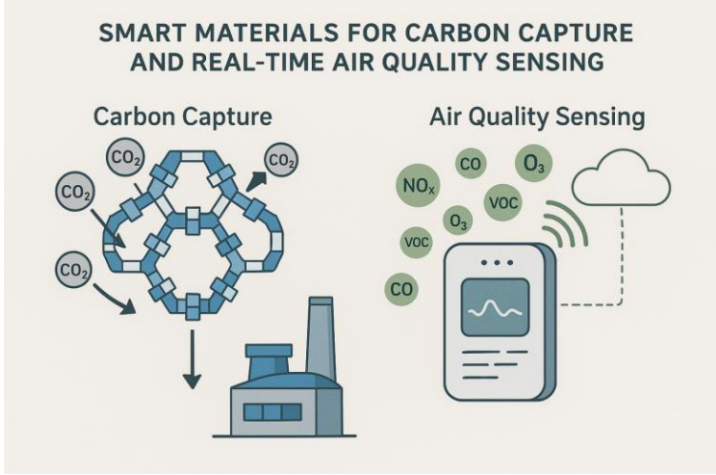 SMART MATERIALS FOR CARBON CAPTURE
AND REAL-TIME AIR QUALITY SENSING
Carbon Capture
CO₂
CO₂
CO₂
CO₂
Air Quality Sensing
NOₓ
CO
O₃
VOC
O₃
VOC
CO